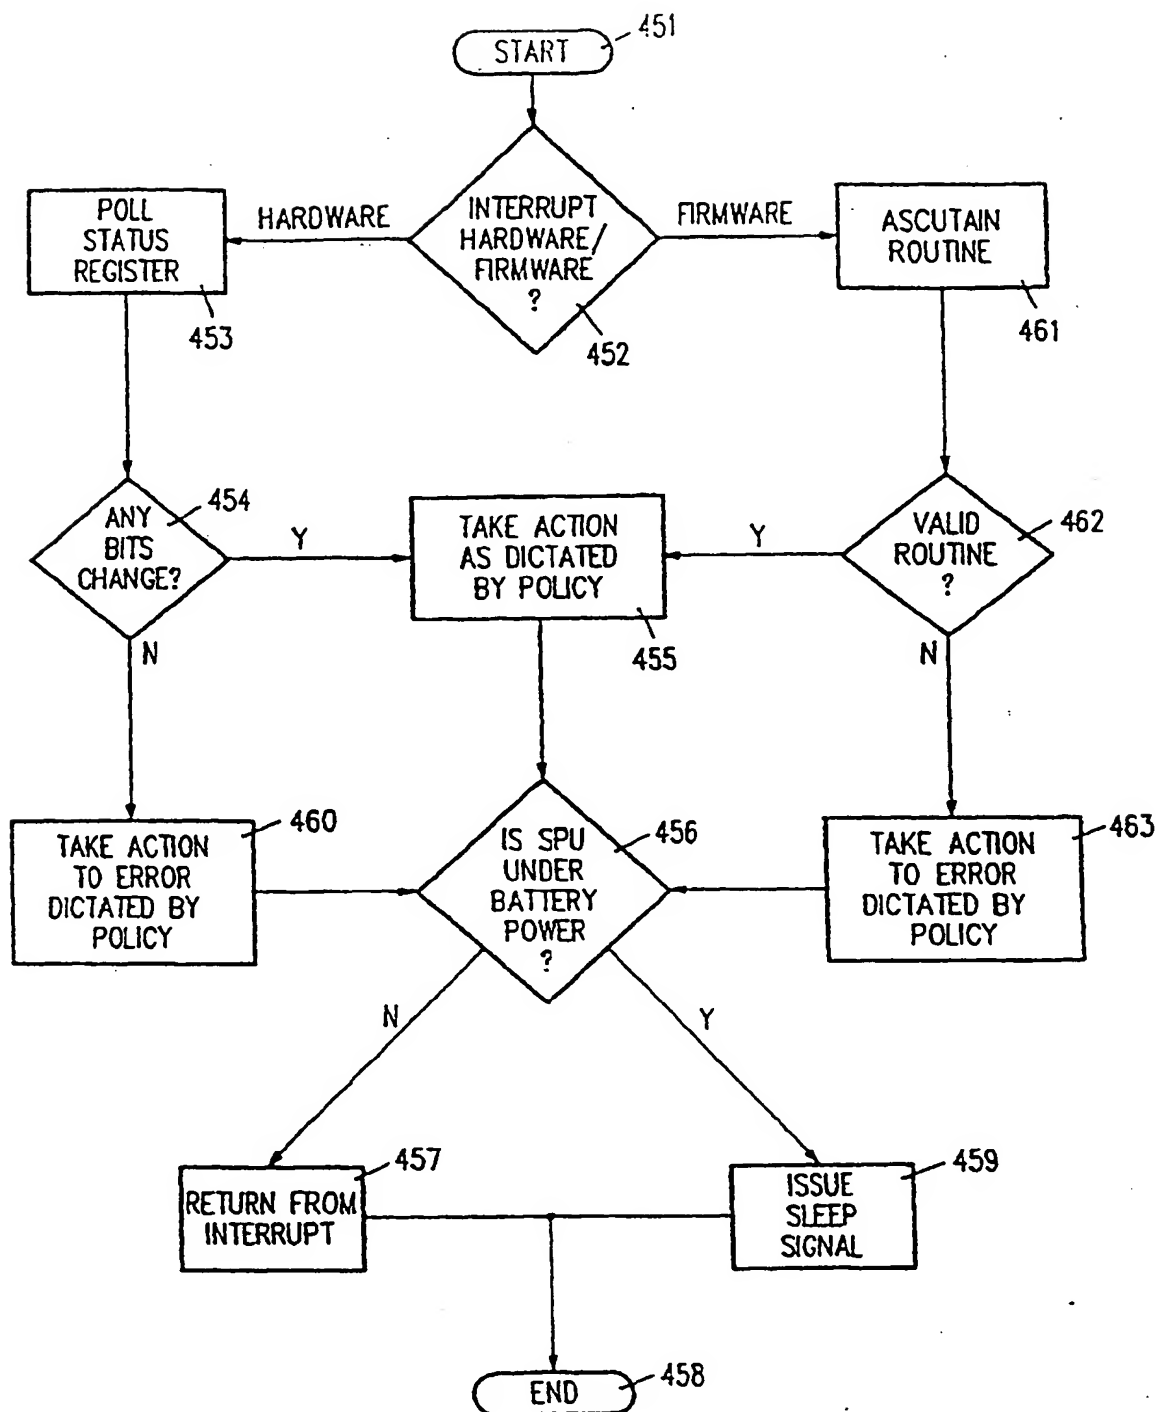 START
451
INTERRUPT
HARDWARE/
FIRMWARE
?
452
HARDWARE
FIRMWARE
POLL
STATUS
REGISTER
453
ASCUTAIN
ROUTINE
461
ANY
BITS
CHANGE?
454
Y
N
TAKE ACTION
AS DICTATED
BY POLICY
455
VALID
ROUTINE
?
462
Y
N
TAKE ACTION
TO ERROR
DICTATED BY
POLICY
460
IS SPU
UNDER
BATTERY
POWER
?
456
TAKE ACTION
TO ERROR
DICTATED BY
POLICY
463
N
Y
RETURN FROM
INTERRUPT
457
ISSUE
SLEEP
SIGNAL
459
END
458